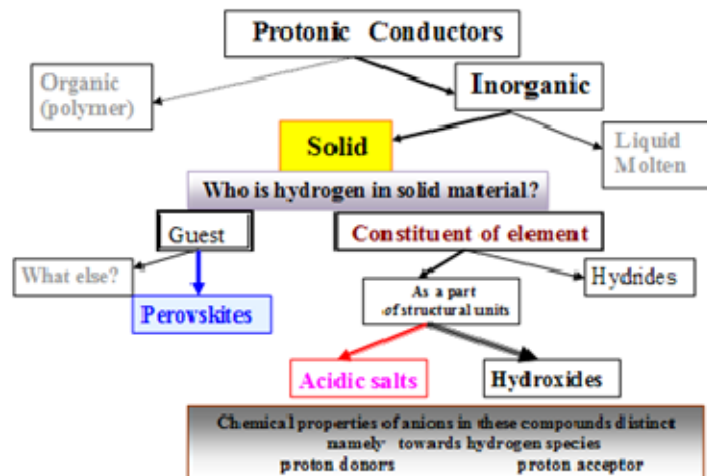 Protonic Conductors
Organic
(polymer)
Inorganic
Solid
Liquid
Molten
Who is hydrogen in solid material?
Guest
Constituent of element
What else?
Hydrides
As a part
of structural units
Perovskites
Acidic salts
Hydroxides
Chemical properties of anions in these compounds distinct
namely towards hydrogen species
proton donors proton acceptor